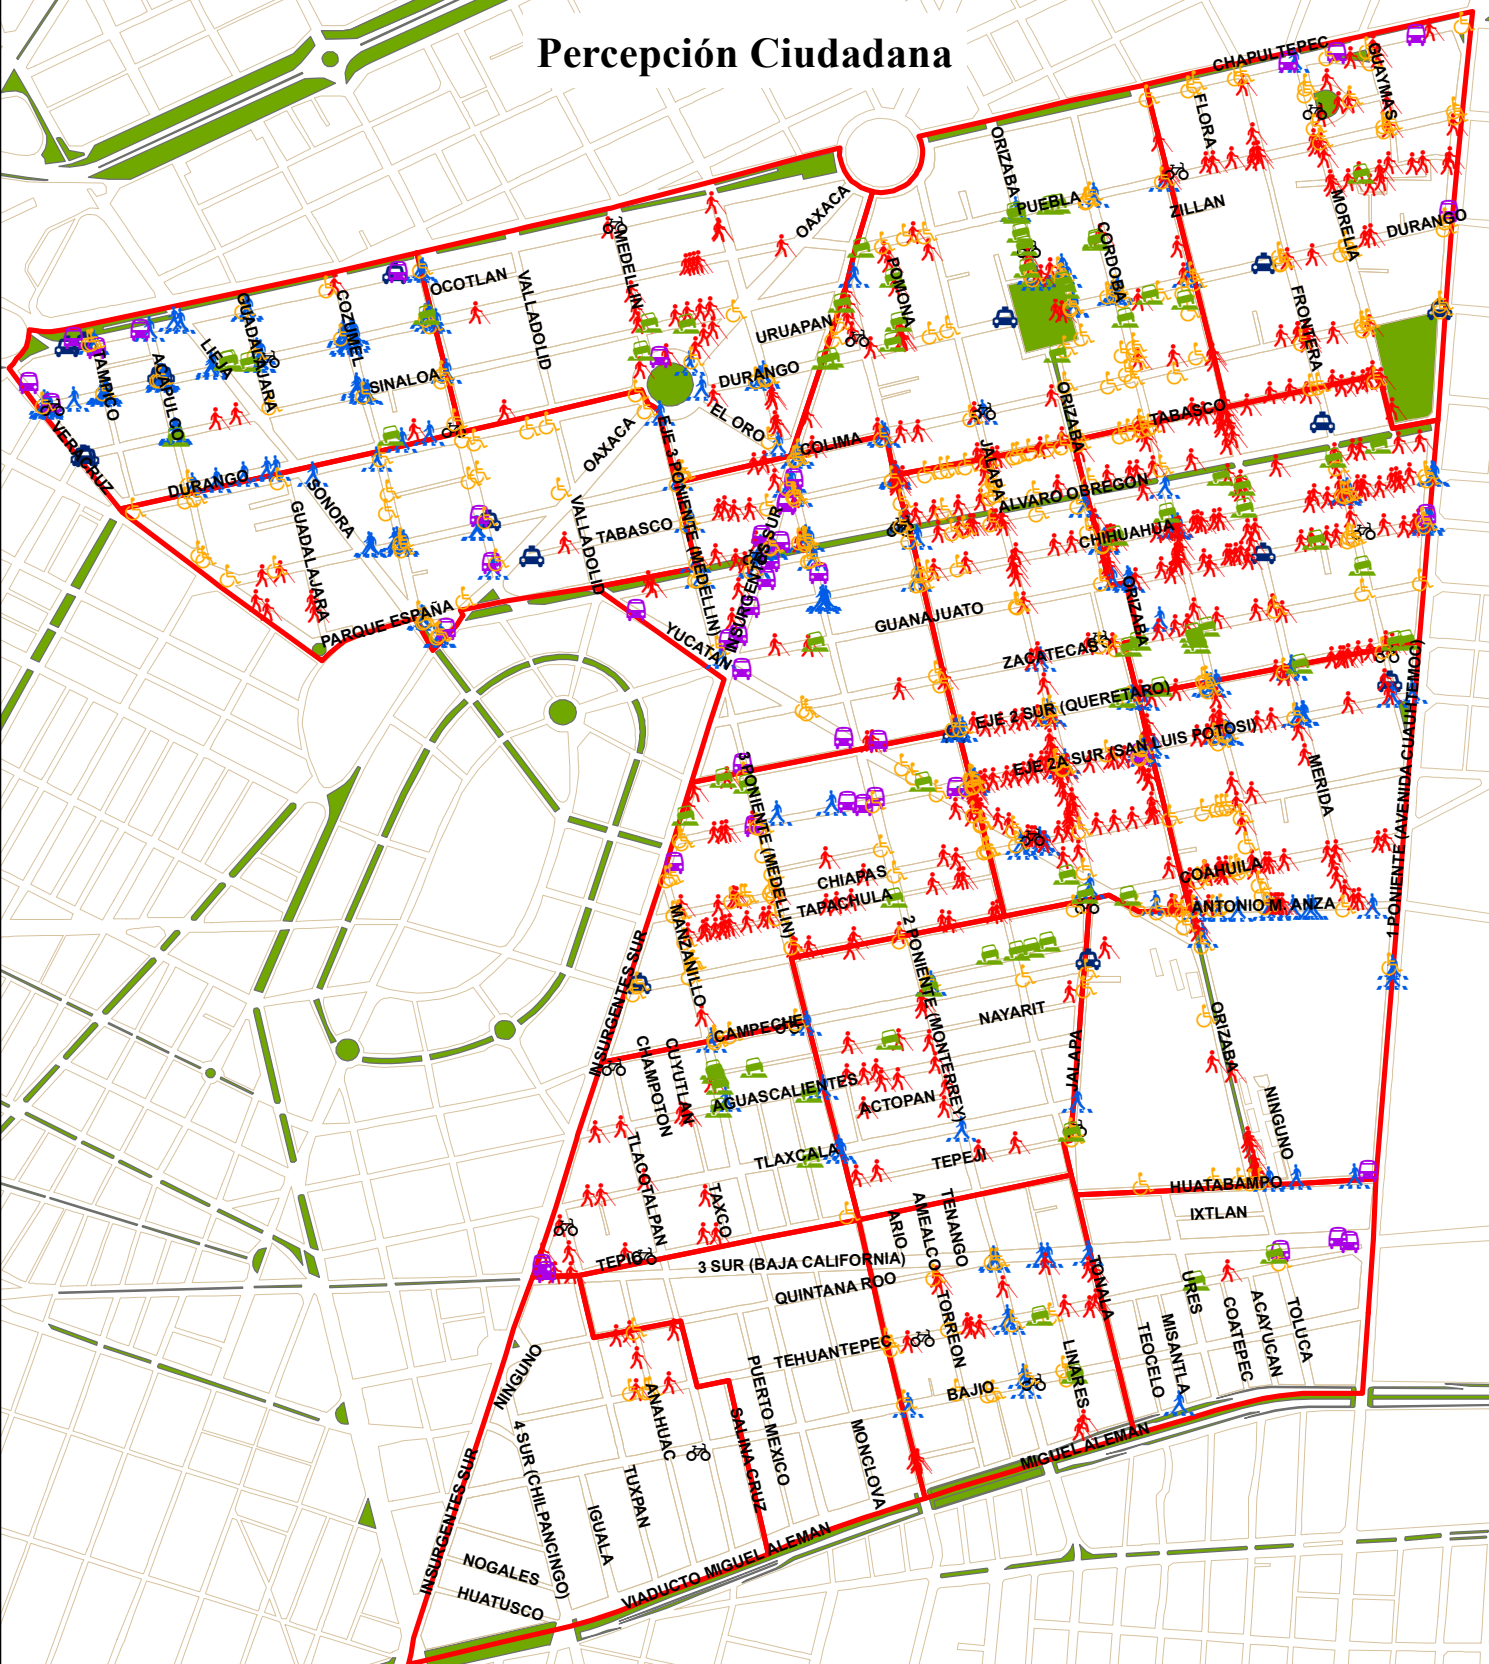 Percepción Ciudadana
CHAPULTEPEC
GUAYMAS
FLORA
ORIZABA
PUEBLA
ZILLAN
MORELIA
DURANGO
OAXACA
CORDOBA
MEDELLIN
POMONA
OCOTLAN
VALLADOLID
COZUMEL
GUADALAJARA
FRONTERA
URUAPAN
LIEJA
TAMPICO
ACAPULCO
SINALOA
DURANGO
EL ORO
TABASCO
ORIZABA
VERACRUZ
OAXACA
COLIMA
JALAPA
DURANGO
SONORA
GUADALAJARA
EJE 3 PONIENTE (MEDELLIN)
ALVARO OBREGON
VALLADOLID
TABASCO
INSURGENTES SUR
CHIHUAHUA
ORIZABA
PARQUE ESPAÑA
YUCATAN
GUANAJUATO
ZACATECAS
EJE 2 SUR (QUERETARO)
EJE 2A SUR (SAN LUIS POTOSI)
1 PONIENTE (AVENIDA CUAUHTEMOC)
3 PONIENTE (MEDELLIN)
MERIDA
CHIAPAS
COAHUILA
TAPACHULA
ANTONIO M. ANZA
MANZANILLO
2 PONIENTE (MONTERREY)
INSURGENTES SUR
NAYARIT
ORIZABA
CAMPECHE
CHAMPOTON
CUYUTLAN
JALAPA
AGUASCALIENTES
ACTOPAN
NINGUNO
TLACOTALPAN
TLAXCALA
TEPEJI
HUATABAMPO
IXTLAN
TAXCO
ARIO
AMEALCO
TENANGO
TEPIC
3 SUR (BAJA CALIFORNIA)
QUINTANA ROO
TONALA
URES
COATEPEC
ACAYUCAN
TOLUCA
TORREON
TEHUANTEPEC
TEOCELO
MISANTLA
LINARES
NINGUNO
PUERTO MEXICO
BAJIO
ANAHUAC
SALINA CRUZ
MONCLOVA
4 SUR (CHILPANCINGO)
MIGUEL ALEMAN
INSURGENTES SUR
TUXPAN
IGUALA
VIADUCTO MIGUEL ALEMAN
NOGALES
HUATUSCO